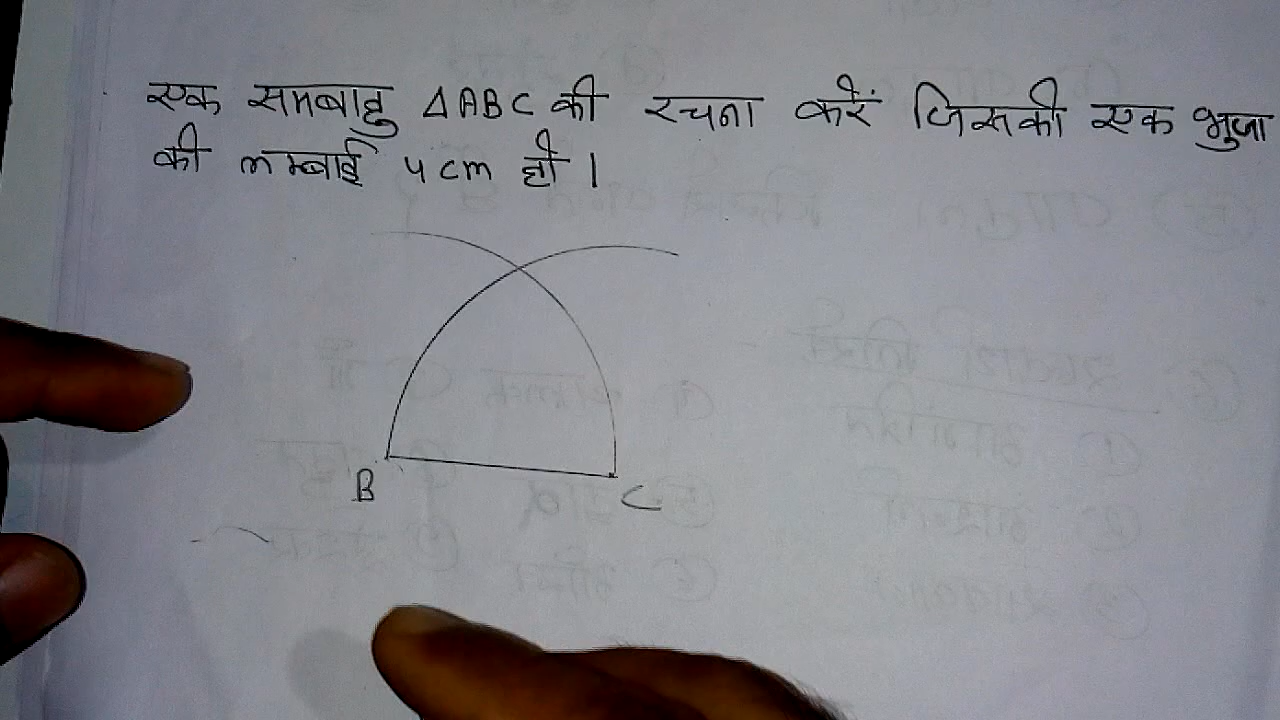 एक समबाहु ΔABC की रचना करें जिसकी एक भुजा
की लम्बाई 4 cm हो ।
B
C